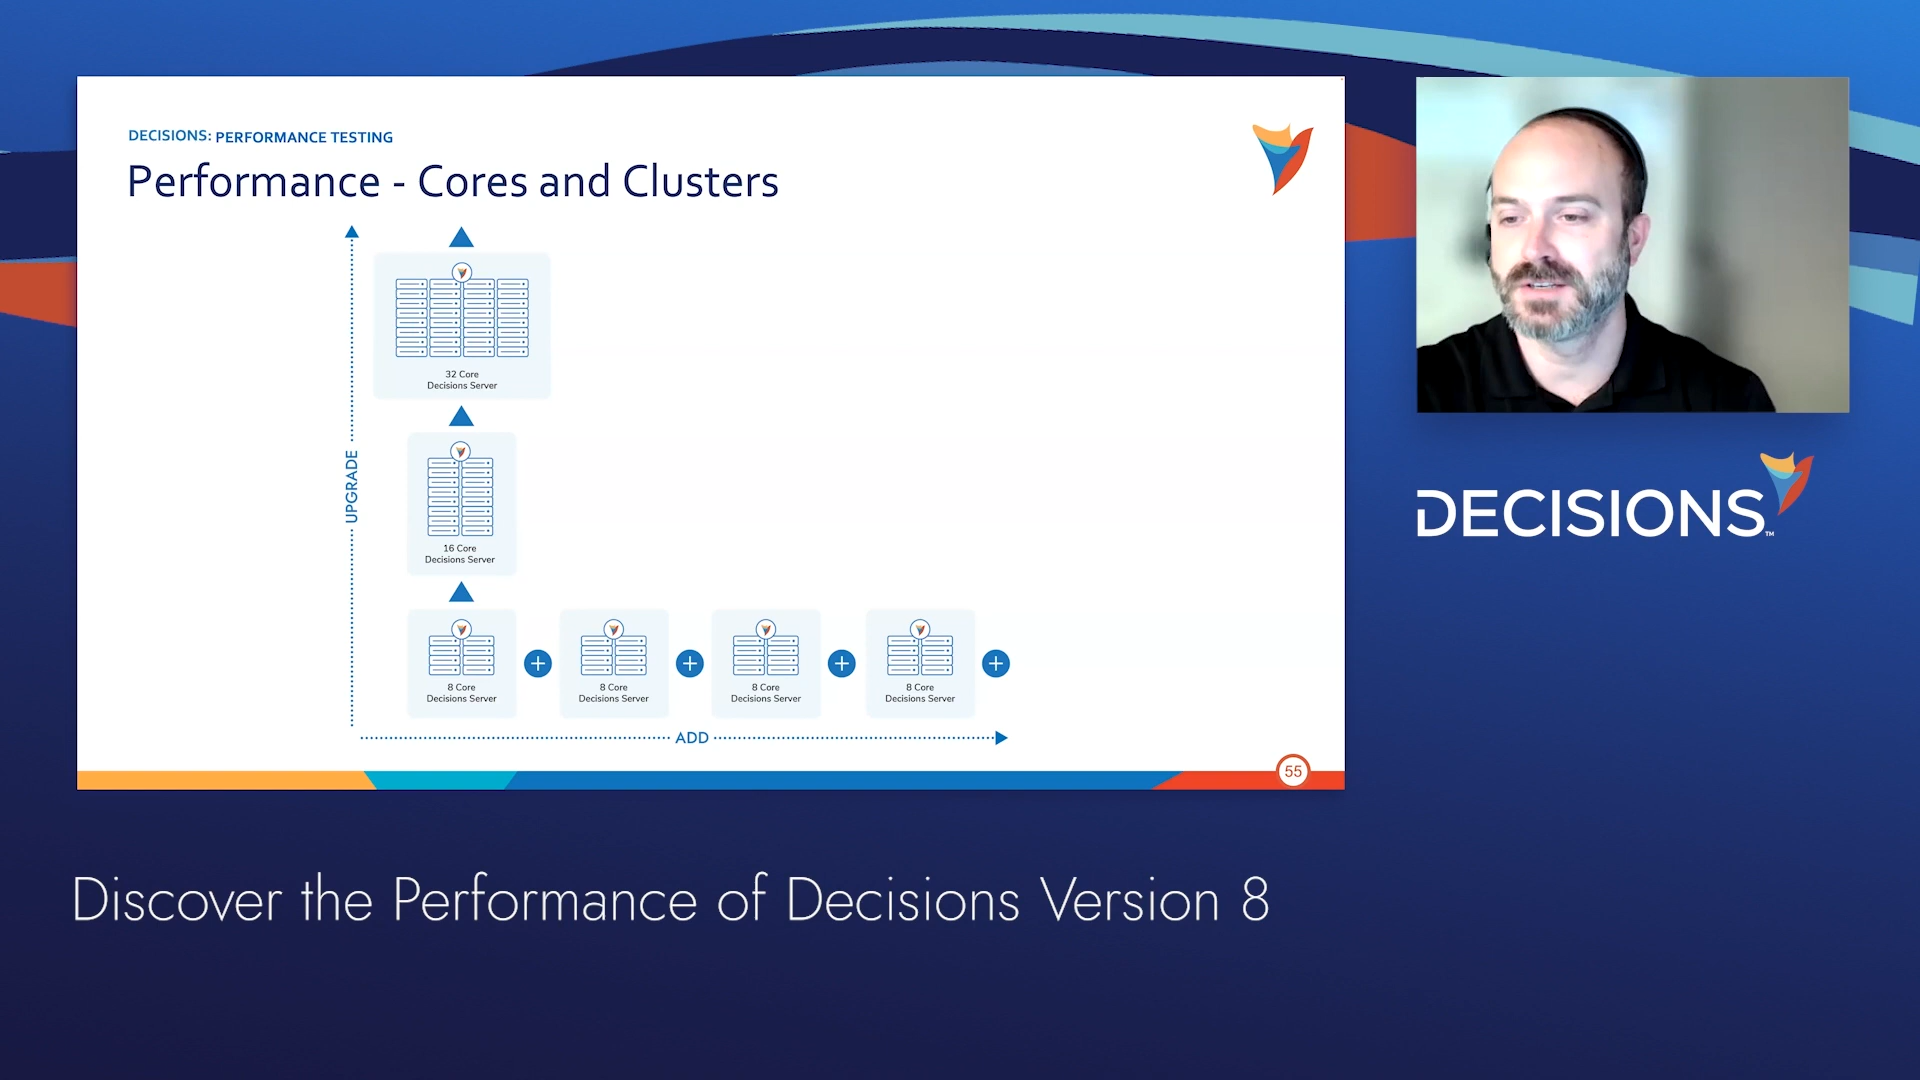 DECISIONS: PERFORMANCE TESTING
Performance - Cores and Clusters
UPGRADE
32 Core
Decisions Server
16 Core
Decisions Server
8 Core
Decisions Server
8 Core
Decisions Server
8 Core
Decisions Server
8 Core
Decisions Server
ADD
55
DECISIONS™
Discover the Performance of Decisions Version 8